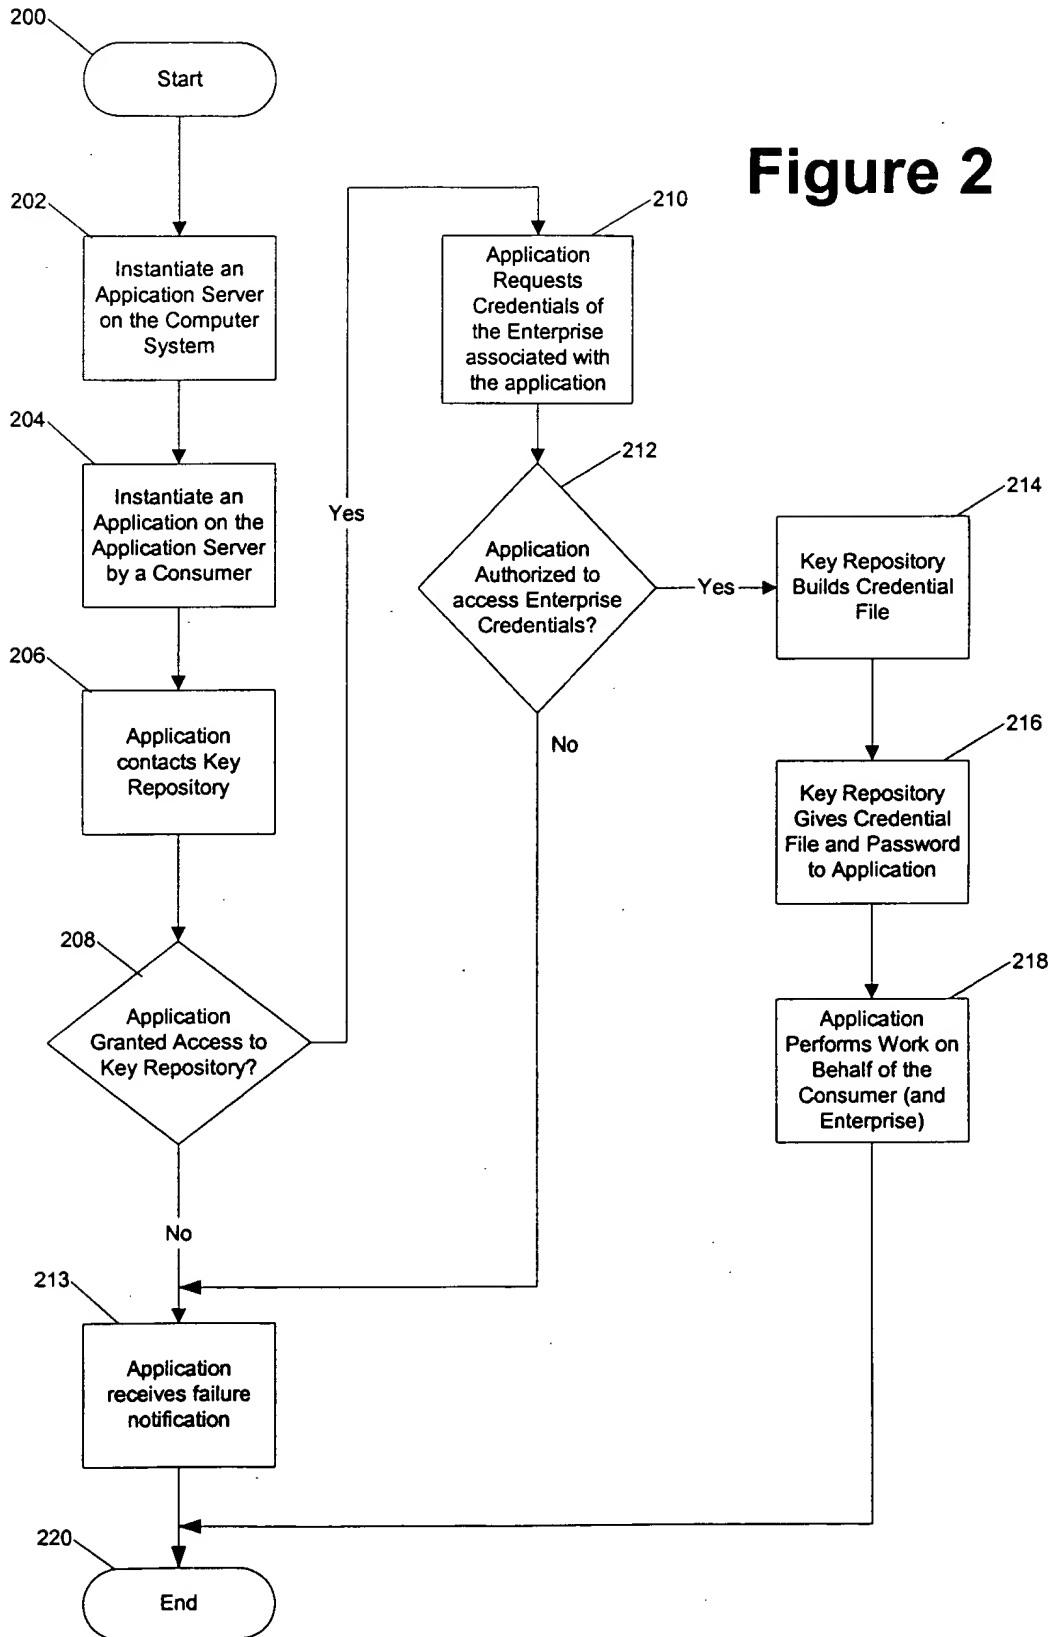 200
Start
Figure 2
202
Instantiate an
Appication Server
on the Computer
System
204
Instantiate an
Application on the
Application Server
by a Consumer
206
Application
contacts Key
Repository
208
Application
Granted Access to
Key Repository?
Yes
No
210
Application
Requests
Credentials of
the Enterprise
associated with
the application
212
Application
Authorized to
access Enterprise
Credentials?
Yes
No
213
Application
receives failure
notification
214
Key Repository
Builds Credential
File
216
Key Repository
Gives Credential
File and Password
to Application
218
Application
Performs Work on
Behalf of the
Consumer (and
Enterprise)
220
End